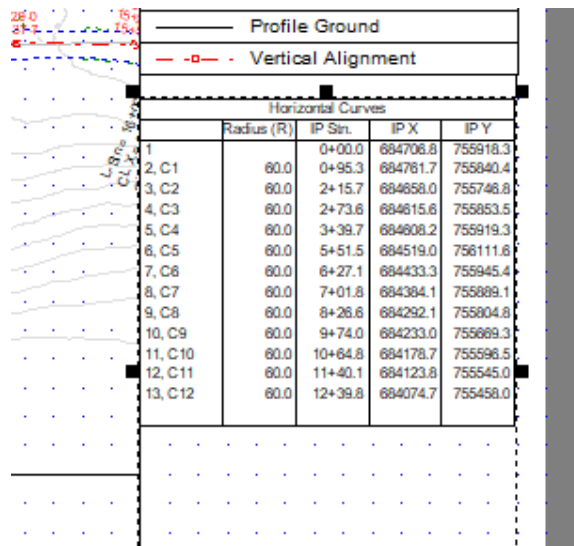 Profile Ground
Vertical Alignment
Horizontal Curves
Radius (R) IP Stn. IP X IP Y
1 0+00.0 684706.8 755918.3
2, C1 60.0 0+95.3 684761.7 755840.4
3, C2 60.0 2+15.7 684658.0 755746.8
4, C3 60.0 2+73.6 684615.6 755853.5
5, C4 60.0 3+39.7 684608.2 755919.3
6, C5 60.0 5+51.5 684519.0 756111.6
7, C6 60.0 6+27.1 684433.3 755945.4
8, C7 60.0 7+01.8 684384.1 755889.1
9, C8 60.0 8+26.6 684292.1 755804.8
10, C9 60.0 9+74.0 684233.0 755669.3
11, C10 60.0 10+64.8 684178.7 755596.5
12, C11 60.0 11+40.1 684123.8 755545.0
13, C12 60.0 12+39.8 684074.7 755458.0